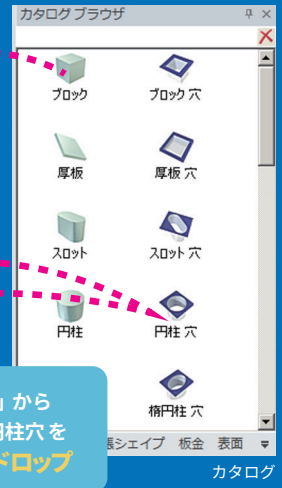 カタログ ブラウザ
ブロック
ブロック 穴
厚板
厚板 穴
スロット
スロット 穴
円柱
円柱 穴
楕円柱 穴
」から
円柱穴を
ドロップ
シェイプ 板金 表面
カタログ